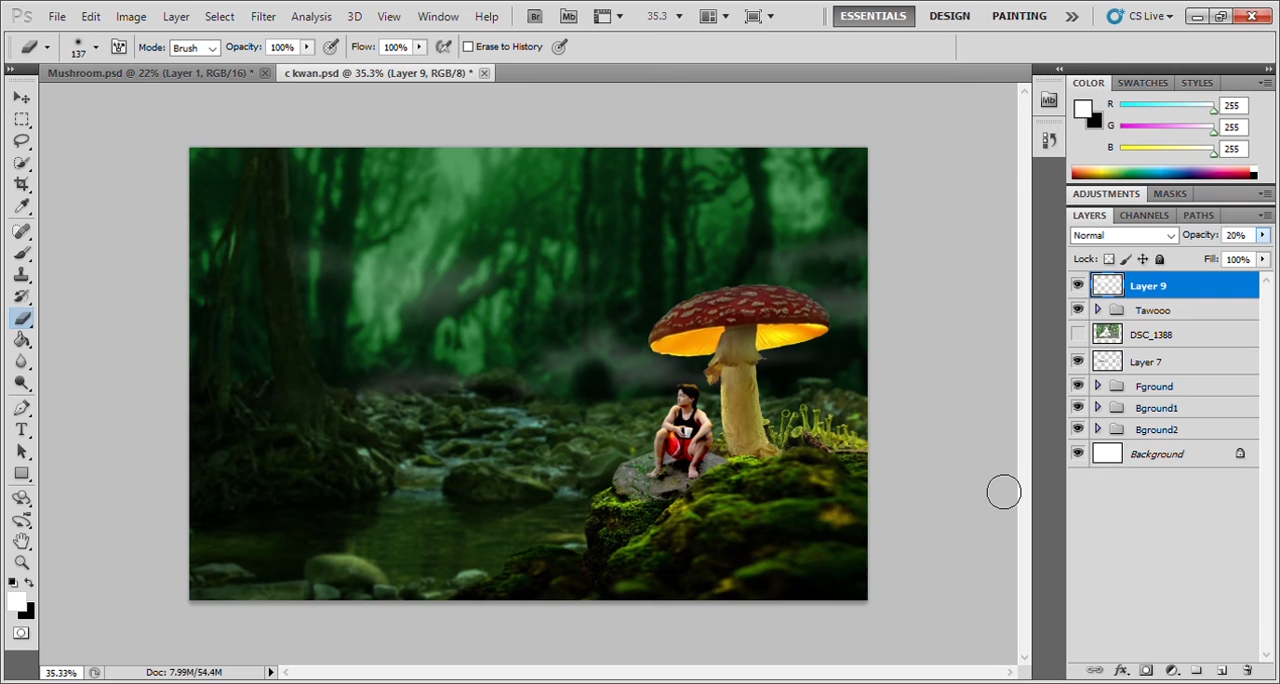 Ps File Edit Image Layer Select Filter Analysis 3D View Window Help Br Mb 35.3 ESSENTIALS DESIGN PAINTING CS Live
137 Mode: Brush Opacity: 100% Flow: 100% Erase to History
Mushroom.psd @ 22% (Layer 1, RGB/16) * c kwan.psd @ 35.3% (Layer 9, RGB/8) *
Mb
COLOR SWATCHES STYLES
R 255
G 255
B 255
ADJUSTMENTS MASKS
LAYERS CHANNELS PATHS
Normal Opacity: 20%
Lock: Fill: 100%
Layer 9
Tawooo
DSC_1388
Layer 7
Fground
Bground1
Bground2
Background
35.33% Doc: 7.99M/54.4M